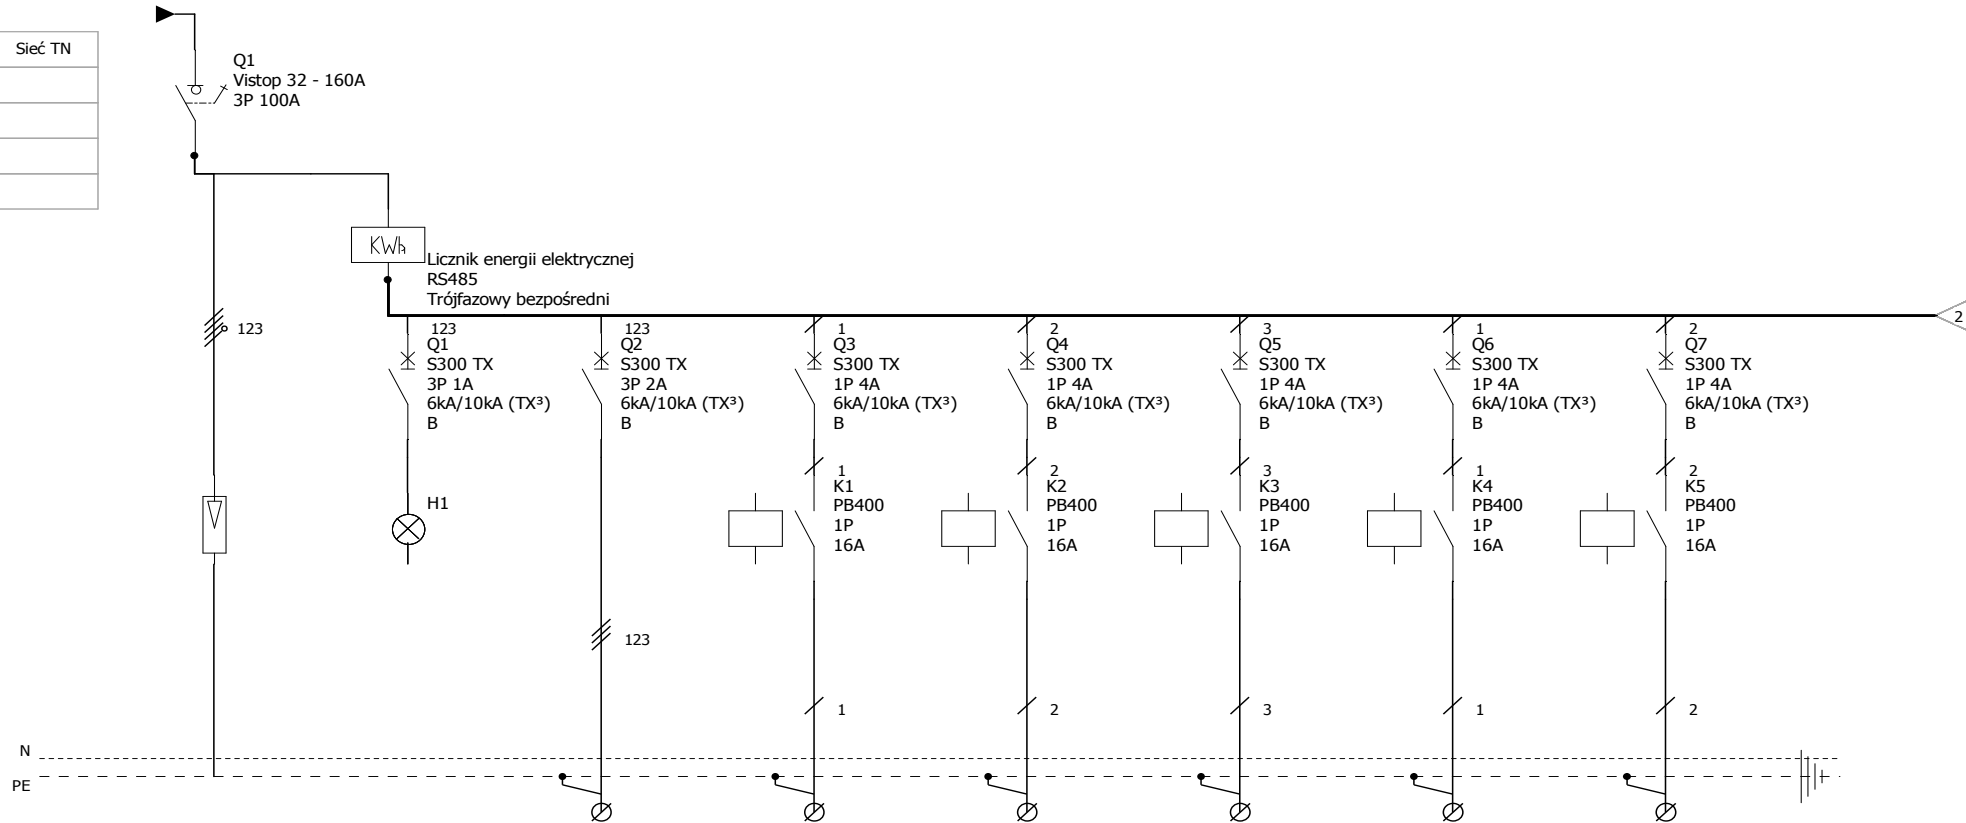 Sieć TN
Q1
Vistop 32 - 160A
3P 100A
KWh
Licznik energii elektrycznej
RS485
Trójfazowy bezpośredni
123
2
123
Q1
S300 TX
3P 1A
6kA/10kA (TX³)
B
123
Q2
S300 TX
3P 2A
6kA/10kA (TX³)
B
1
Q3
S300 TX
1P 4A
6kA/10kA (TX³)
B
2
Q4
S300 TX
1P 4A
6kA/10kA (TX³)
B
3
Q5
S300 TX
1P 4A
6kA/10kA (TX³)
B
1
Q6
S300 TX
1P 4A
6kA/10kA (TX³)
B
2
Q7
S300 TX
1P 4A
6kA/10kA (TX³)
B
H1
1
K1
PB400
1P
16A
2
K2
PB400
1P
16A
3
K3
PB400
1P
16A
1
K4
PB400
1P
16A
2
K5
PB400
1P
16A
123
1
2
3
1
2
N
PE